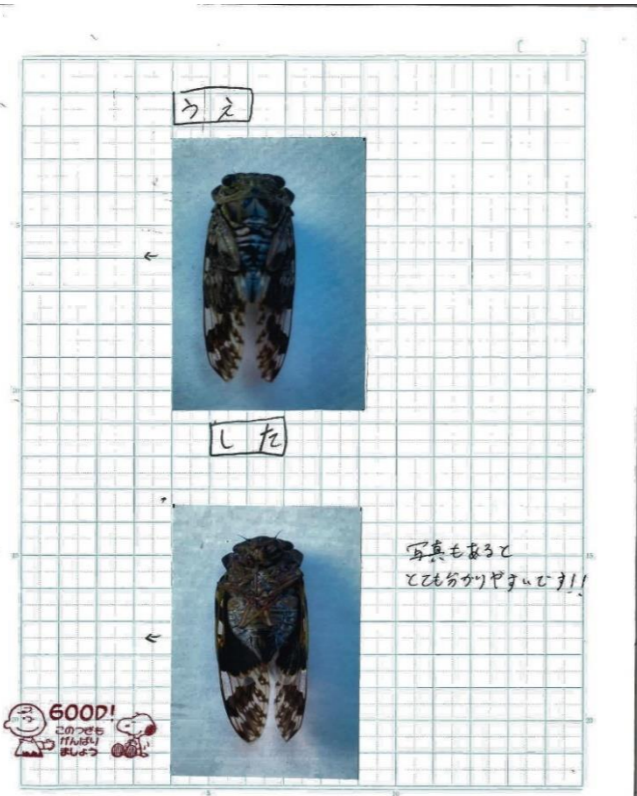 うえ
した
写真もあると
とても分かりやすいです!!
GOOD!
このつぎも
がんばり
ましょう